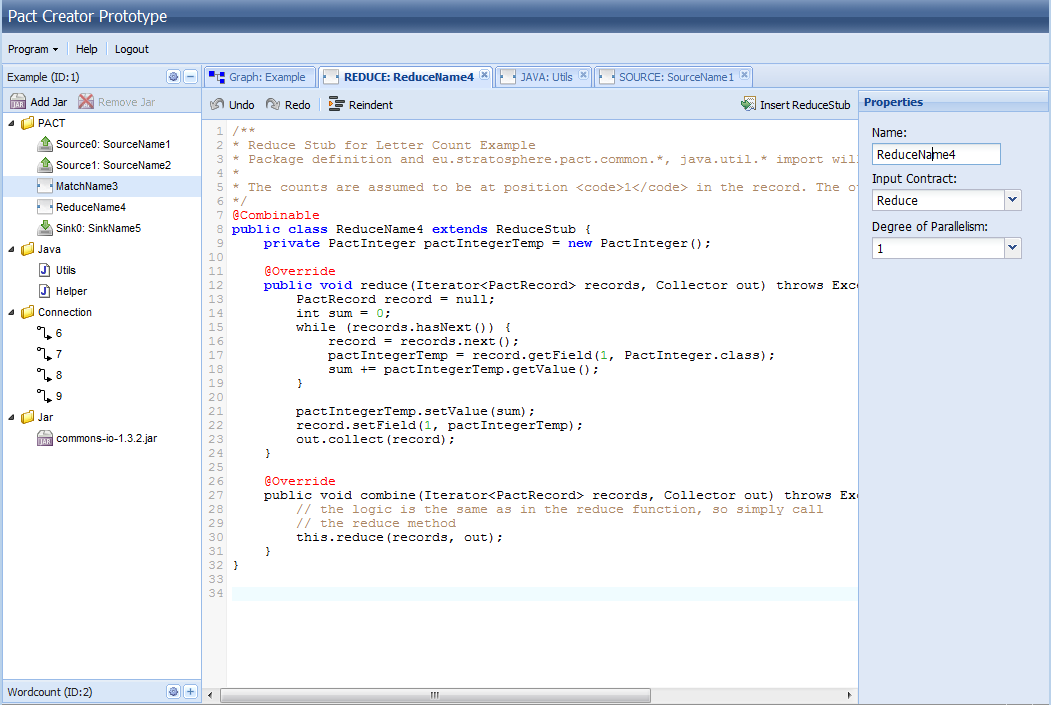 Pact Creator Prototype
Program Help Logout
Example (ID:1)
Add Jar Remove Jar
PACT
Source0: SourceName1
Source1: SourceName2
MatchName3
ReduceName4
Sink0: SinkName5
Java
Utils
Helper
Connection
6
7
8
9
Jar
commons-io-1.3.2.jar
Wordcount (ID:2)
Graph: Example REDUCE: ReduceName4 JAVA: Utils SOURCE: SourceName1
Undo Redo Reindent Insert ReduceStub
1 /**
2 * Reduce Stub for Letter Count Example
3 * Package definition and eu.stratosphere.pact.common.*, java.util.* import wil
4 *
5 * The counts are assumed to be at position <code>1</code> in the record. The o
6 */
7 @Combinable
8 public class ReduceName4 extends ReduceStub {
9     private PactInteger pactIntegerTemp = new PactInteger();
10
11     @Override
12     public void reduce(Iterator<PactRecord> records, Collector out) throws Exc
13         PactRecord record = null;
14         int sum = 0;
15         while (records.hasNext()) {
16             record = records.next();
17             pactIntegerTemp = record.getField(1, PactInteger.class);
18             sum += pactIntegerTemp.getValue();
19         }
20
21         pactIntegerTemp.setValue(sum);
22         record.setField(1, pactIntegerTemp);
23         out.collect(record);
24     }
25
26     @Override
27     public void combine(Iterator<PactRecord> records, Collector out) throws Exc
28         // the logic is the same as in the reduce function, so simply call
29         // the reduce method
30         this.reduce(records, out);
31     }
32 }
33
34
Properties
Name:
ReduceName4
Input Contract:
Reduce
Degree of Parallelism:
1